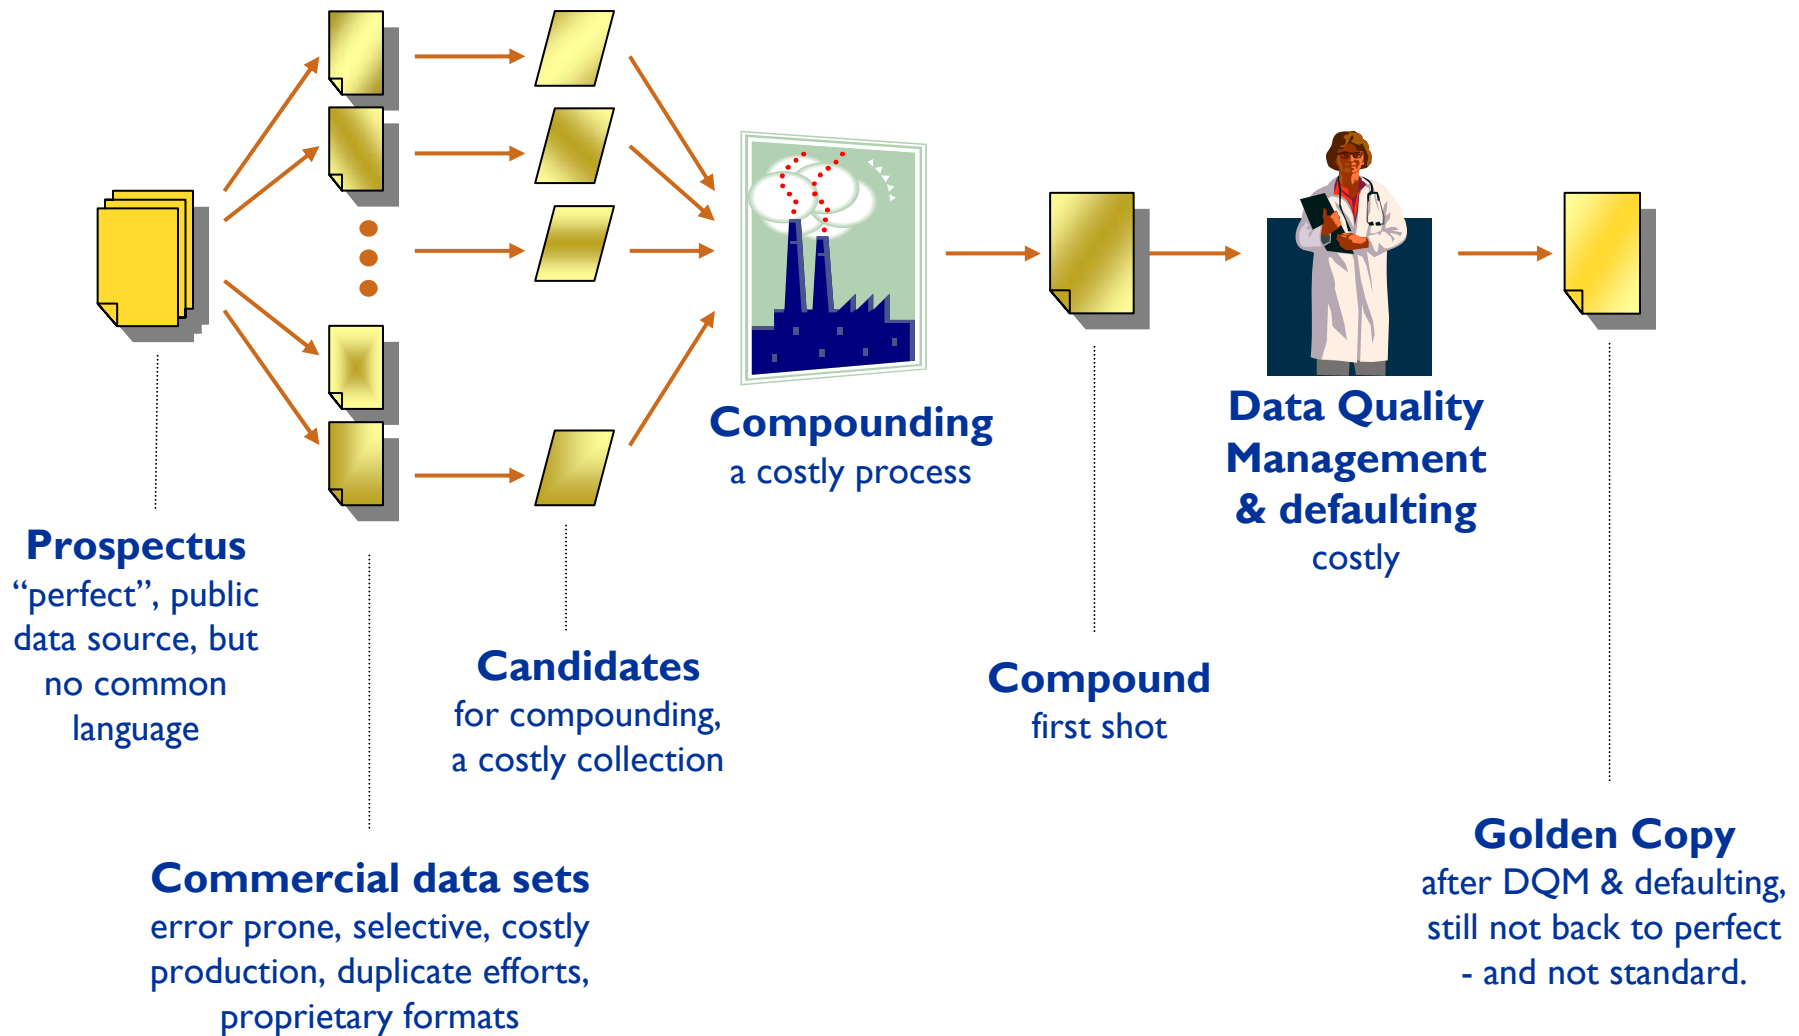 Prospectus
“perfect”, public
data source, but
no common
language
Commercial data sets
error prone, selective, costly
production, duplicate efforts,
proprietary formats
Candidates
for compounding,
a costly collection
Compounding
a costly process
Compound
first shot
Data Quality
Management
& defaulting
costly
Golden Copy
after DQM & defaulting,
still not back to perfect
- and not standard.